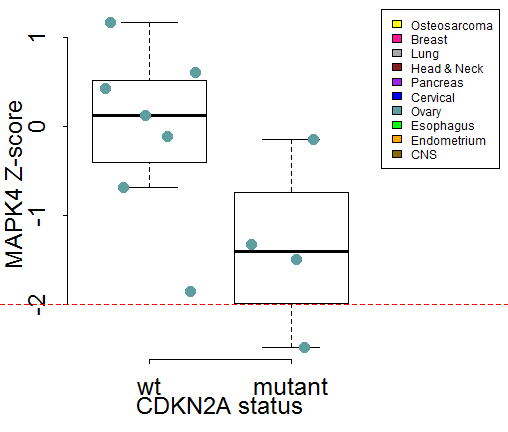 MAPK4 Z-score
1
0
-1
-2
wt mutant
CDKN2A status
Osteosarcoma
Breast
Lung
Head & Neck
Pancreas
Cervical
Ovary
Esophagus
Endometrium
CNS